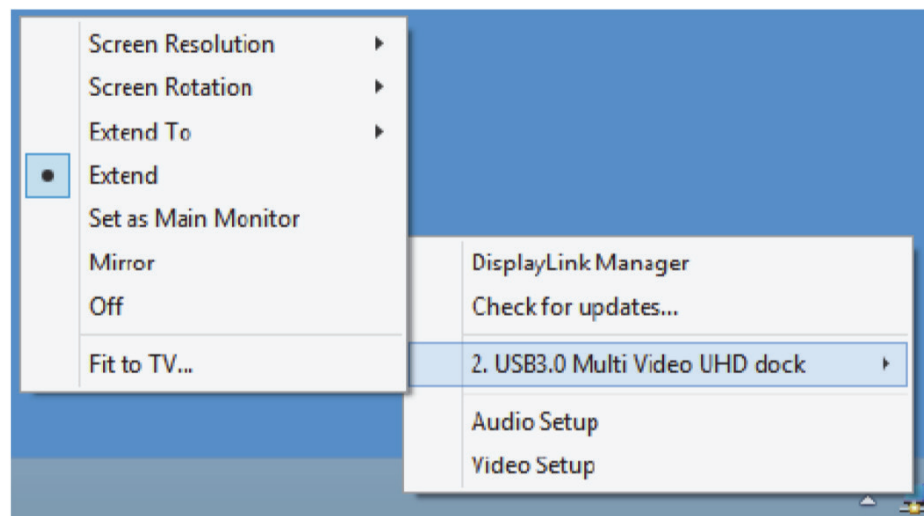 Screen Resolution
Screen Rotation
Extend To
Extend
Set as Main Monitor
Mirror
Off
Fit to TV...
DisplayLink Manager
Check for updates...
2. USB3.0 Multi Video UHD dock
Audio Setup
Video Setup